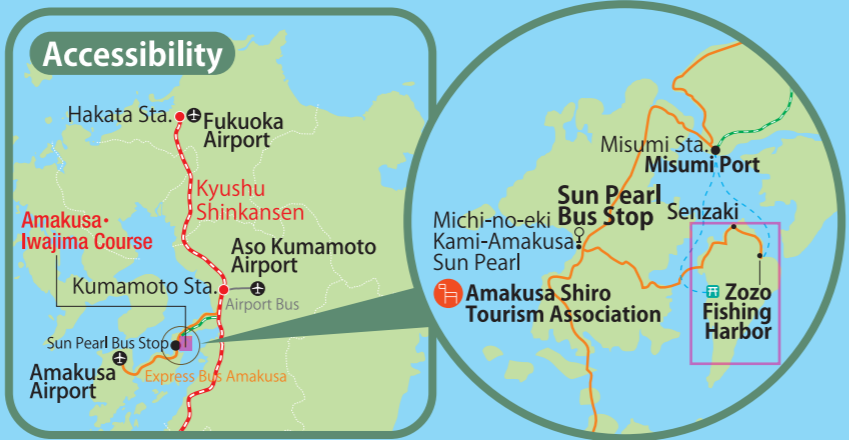 Accessibility
Hakata Sta.
Fukuoka
Airport
Kyushu
Shinkansen
Amakusa・
Iwajima Course
Aso Kumamoto
Airport
Kumamoto Sta.
Airport Bus
Sun Pearl Bus Stop
Amakusa
Airport
Express Bus Amakusa
Misumi Sta.
Misumi Port
Sun Pearl
Bus Stop
Senzaki
Michi-no-eki
Kami-Amakusa
Sun Pearl
Amakusa Shiro
Tourism Association
Zozo
Fishing
Harbor